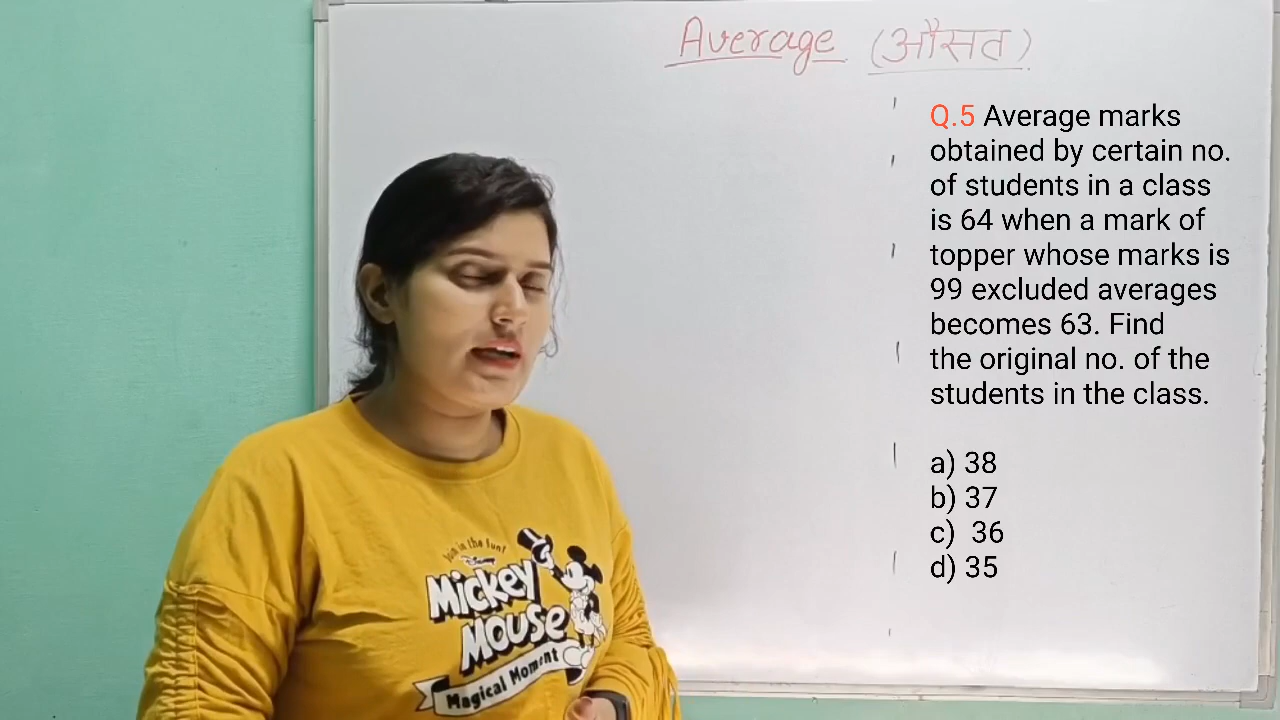 Average (औसत)
Q.5 Average marks
obtained by certain no.
of students in a class
is 64 when a mark of
topper whose marks is
99 excluded averages
becomes 63. Find
the original no. of the
students in the class.
a) 38
b) 37
c) 36
d) 35
Join in the fun!
Disney
Mickey
Mouse
Magical Moment